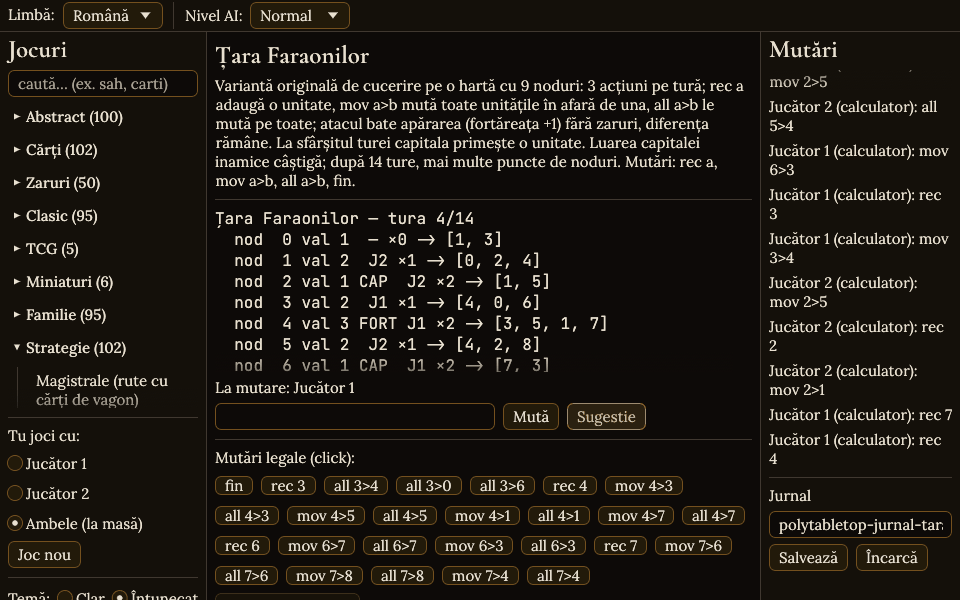 Limbă:
Română
Nivel AI:
Normal
Jocuri
caută... (ex. sah, carti)
Abstract (100)
Cărți (102)
Zaruri (50)
Clasic (95)
TCG (5)
Miniaturi (6)
Familie (95)
Strategie (102)
Magistrale (rute cu
cărți de vagon)
Tu joci cu:
Jucător 1
Jucător 2
Ambele (la masă)
Joc nou
Temă:
Clar
Întunecat
Țara Faraonilor
Variantă originală de cucerire pe o hartă cu 9 noduri: 3 acțiuni pe tură; rec a
adaugă o unitate, mov a>b mută toate unitățile în afară de una, all a>b le
mută pe toate; atacul bate apărarea (fortăreața +1) fără zaruri, diferența
rămâne. La sfârșitul turei capitala primește o unitate. Luarea capitalei
inamice câștigă; după 14 ture, mai multe puncte de noduri. Mutări: rec a,
mov a>b, all a>b, fin.
Țara Faraonilor — tura 4/14
nod 0 val 1 — ×0 -> [1, 3]
nod 1 val 2 J2 ×1 -> [0, 2, 4]
nod 2 val 1 CAP J2 ×2 -> [1, 5]
nod 3 val 2 J1 ×1 -> [4, 0, 6]
nod 4 val 3 FORT J1 ×2 -> [3, 5, 1, 7]
nod 5 val 2 J2 ×1 -> [4, 2, 8]
nod 6 val 1 CAP J1 ×2 -> [7, 3]
La mutare: Jucător 1
Mută
Sugestie
Mutări legale (click):
fin rec 3 all 3>4 all 3>0 all 3>6 rec 4 mov 4>3
all 4>3 mov 4>5 all 4>5 mov 4>1 all 4>1 mov 4>7 all 4>7
rec 6 mov 6>7 all 6>7 mov 6>3 all 6>3 rec 7 mov 7>6
all 7>6 mov 7>8 all 7>8 mov 7>4 all 7>4
Mutări
mov 2>5
Jucător 2 (calculator): all
5>4
Jucător 1 (calculator): mov
6>3
Jucător 1 (calculator): rec
3
Jucător 1 (calculator): mov
3>4
Jucător 2 (calculator):
mov 2>5
Jucător 2 (calculator): rec
2
Jucător 2 (calculator):
mov 2>1
Jucător 1 (calculator): rec 7
Jucător 1 (calculator): rec
4
Jurnal
polytabletop-jurnal-tar
Salvează
Încarcă